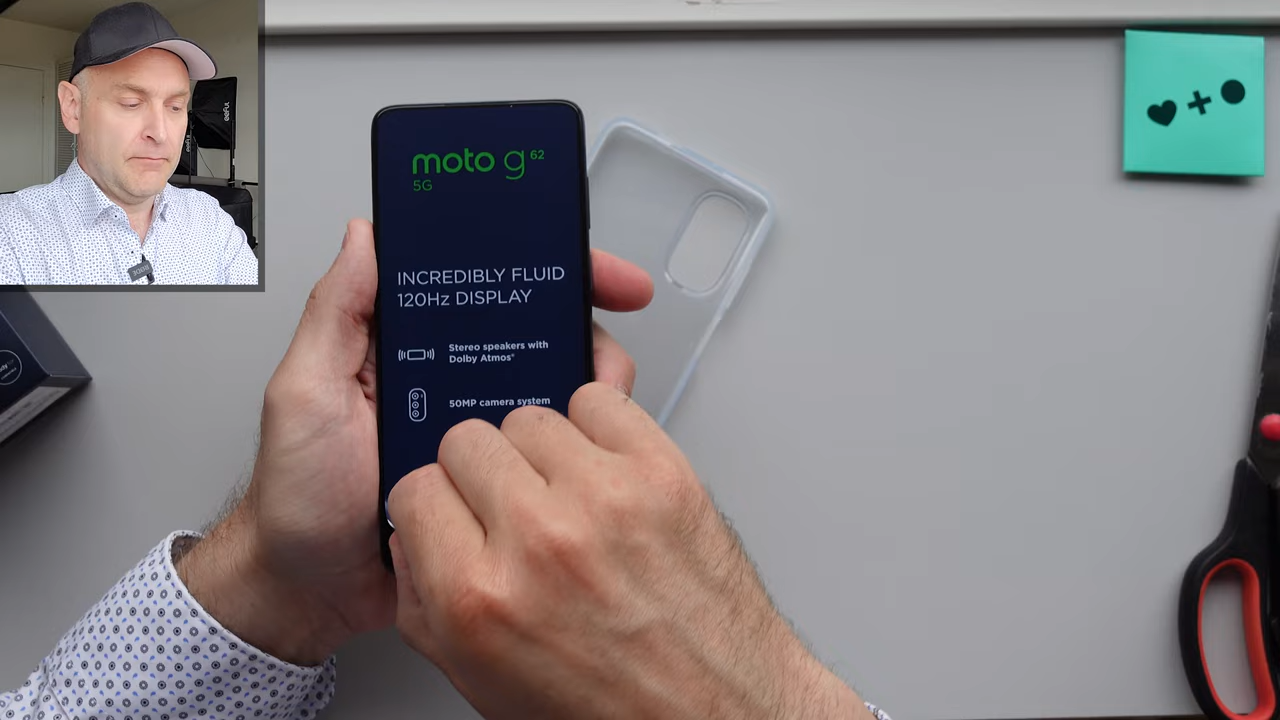 moto g 62
5G
INCREDIBLY FLUID
120Hz DISPLAY
Stereo speakers with
Dolby Atmos®
50MP camera system